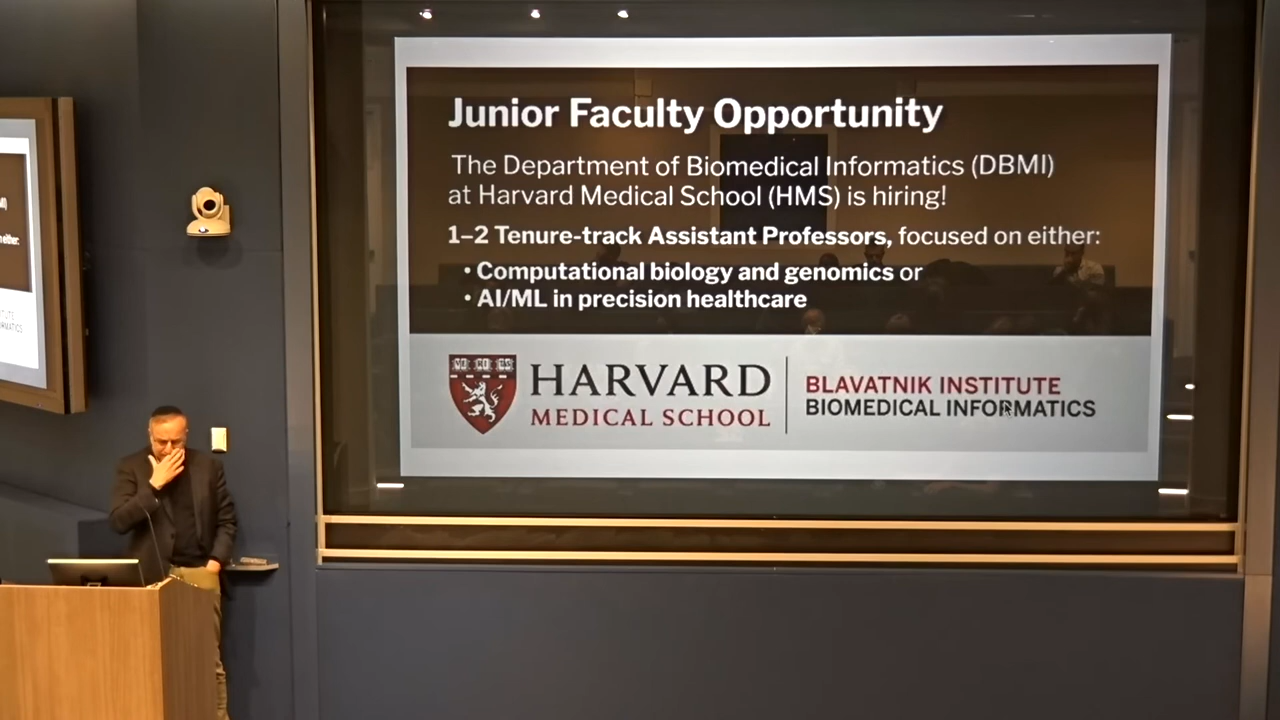 Junior Faculty Opportunity
The Department of Biomedical Informatics (DBMI)
at Harvard Medical School (HMS) is hiring!
1–2 Tenure-track Assistant Professors, focused on either:
• Computational biology and genomics or
• AI/ML in precision healthcare
HARVARD
MEDICAL SCHOOL
BLAVATNIK INSTITUTE
BIOMEDICAL INFORMATICS